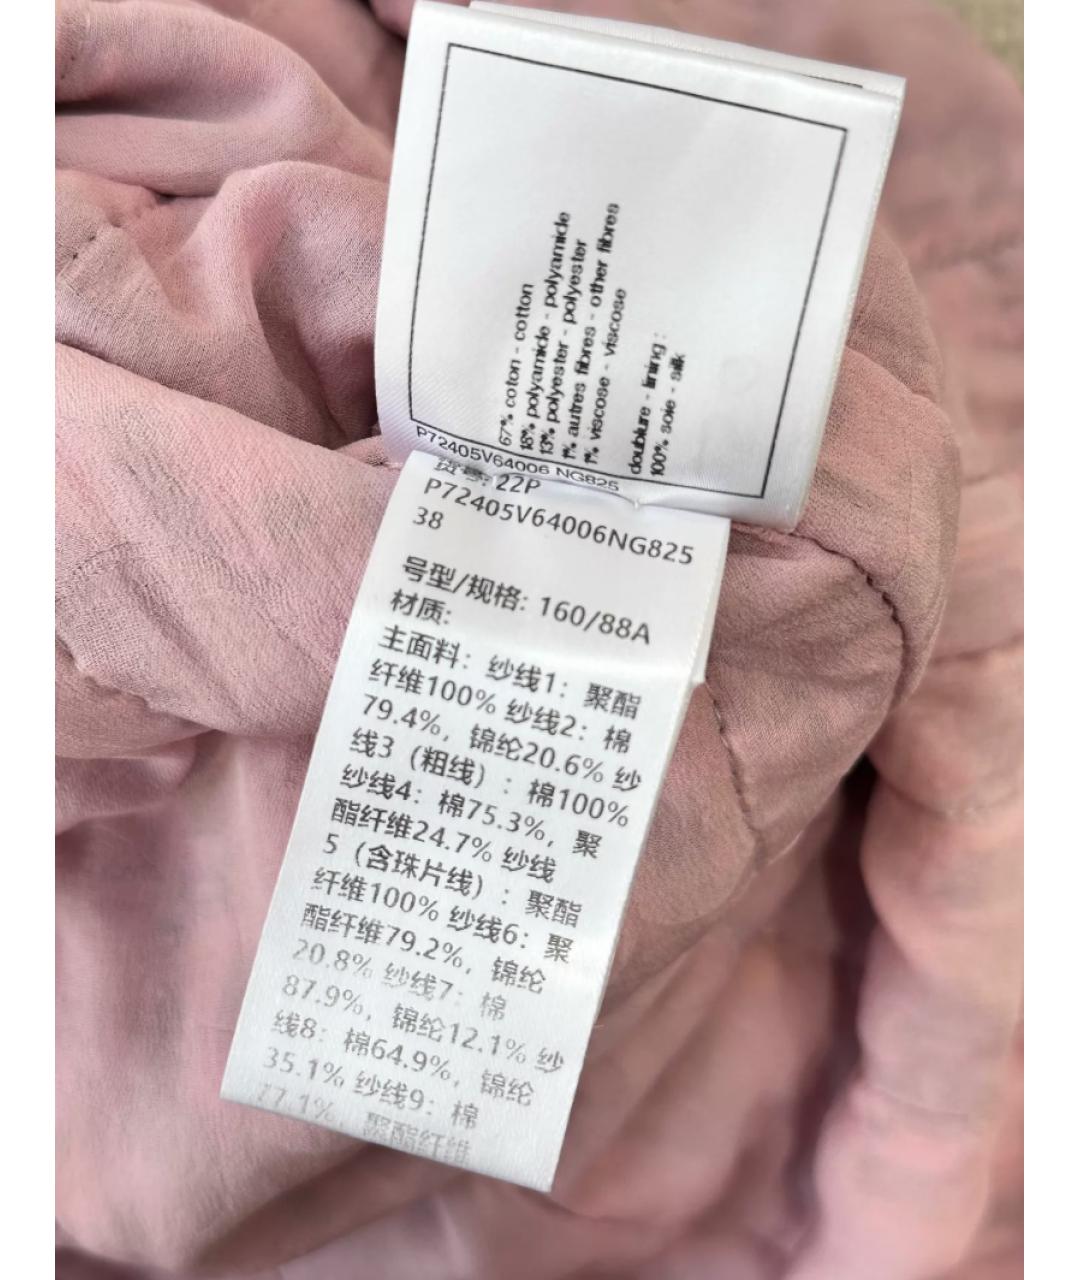 67% coton - cotton
18% polyamide - polyamide
13% polyester - polyester
1% autres fibres - other fibres
1% viscose - viscose
doublure - lining :
100% soie - silk
P72405V64006 NG825
货号: 22P
P72405V64006NG825
38
号型/规格: 160/88A
材质:
主面料: 纱线1: 聚酯
纤维100% 纱线2: 棉
79.4%, 锦纶20.6% 纱
线3 (粗线) : 棉100%
纱线4: 棉75.3%, 聚
酯纤维24.7% 纱线
5 (含珠片线) : 聚酯
纤维100% 纱线6: 聚
酯纤维79.2%, 锦纶
20.8% 纱线7: 棉
87.9%, 锦纶12.1% 纱
线8: 棉64.9%, 锦纶
35.1% 纱线9: 棉
77.1%, 聚酯纤维